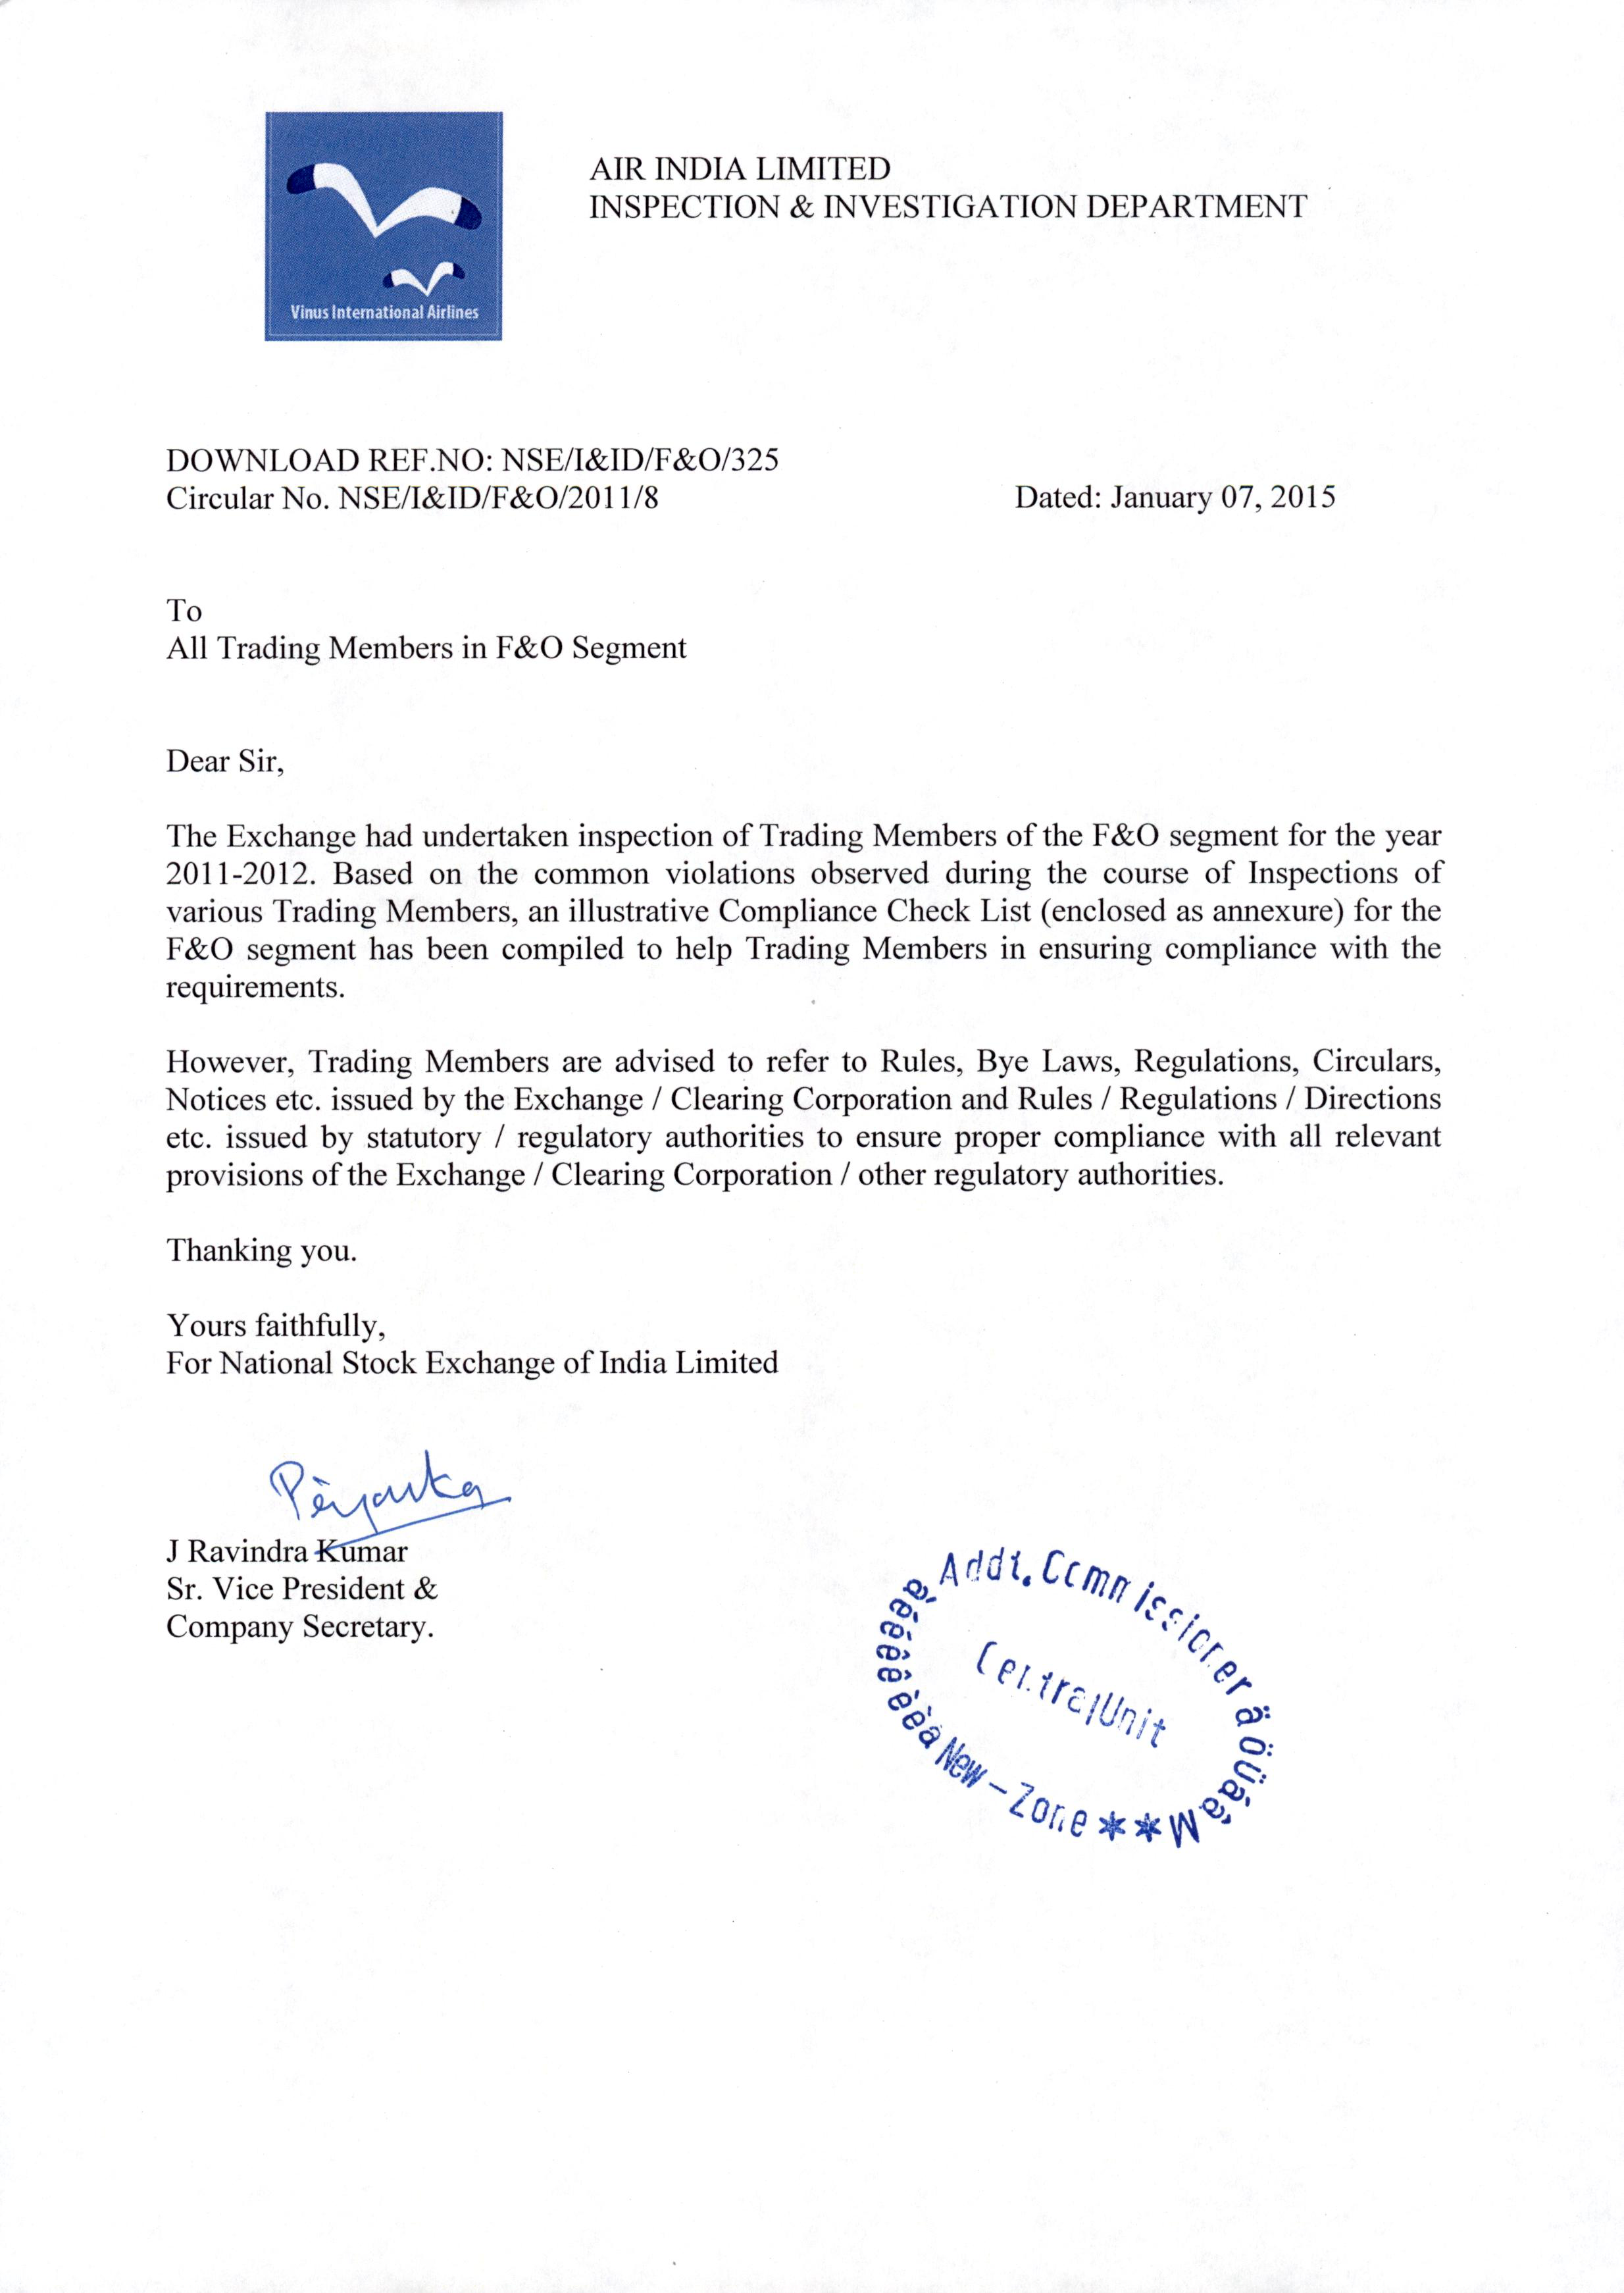 Vinus International Airlines
AIR INDIA LIMITED
INSPECTION & INVESTIGATION DEPARTMENT
DOWNLOAD REF.NO: NSE/I&ID/F&O/325
Circular No. NSE/I&ID/F&O/2011/8 Dated: January 07, 2015
To
All Trading Members in F&O Segment
Dear Sir,
The Exchange had undertaken inspection of Trading Members of the F&O segment for the year
2011-2012. Based on the common violations observed during the course of Inspections of
various Trading Members, an illustrative Compliance Check List (enclosed as annexure) for the
F&O segment has been compiled to help Trading Members in ensuring compliance with the
requirements.
However, Trading Members are advised to refer to Rules, Bye Laws, Regulations, Circulars,
Notices etc. issued by the Exchange / Clearing Corporation and Rules / Regulations / Directions
etc. issued by statutory / regulatory authorities to ensure proper compliance with all relevant
provisions of the Exchange / Clearing Corporation / other regulatory authorities.
Thanking you.
Yours faithfully,
For National Stock Exchange of India Limited
J Ravindra Kumar
Sr. Vice President &
Company Secretary.
Addt. Commissioner
Central Unit
New-Zone **